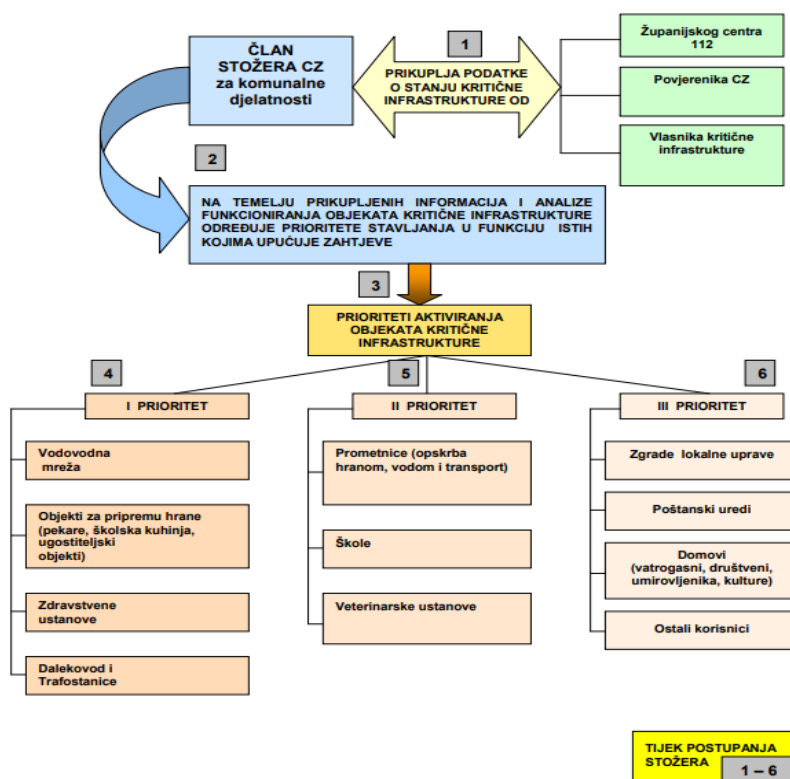 1
ČLAN
STOŽERA CZ
za komunalne
djelatnosti
PRIKUPLJA PODATKE
O STANJU KRITIČNE
INFRASTRUKTURE OD
Županijskog centra
112
Povjerenika CZ
Vlasnika kritične
infrastrukture
2
NA TEMELJU PRIKUPLJENIH INFORMACIJA I ANALIZE
FUNKCIONIRANJA OBJEKATA KRITIČNE INFRASTRUKTURE
ODREĐUJE PRIORITETE STAVLJANJA U FUNKCIJU ISTIH
KOJIMA UPUĆUJE ZAHTJEVE
3
PRIORITETI AKTIVIRANJA
OBJEKATA KRITIČNE
INFRASTRUKTURE
4
I PRIORITET
Vodovodna
mreža
Objekti za pripremu hrane
(pekare, školska kuhinja,
ugostiteljski
objekti)
Zdravstvene
ustanove
Dalekovod i
Trafostanice
5
II PRIORITET
Prometnice (opskrba
hranom, vodom i transport)
Škole
Veterinarske ustanove
6
III PRIORITET
Zgrade lokalne uprave
Poštanski uredi
Domovi
(vatrogasni, društveni,
umirovljenika, kulture)
Ostali korisnici
TIJEK POSTUPANJA
STOŽERA
1 – 6